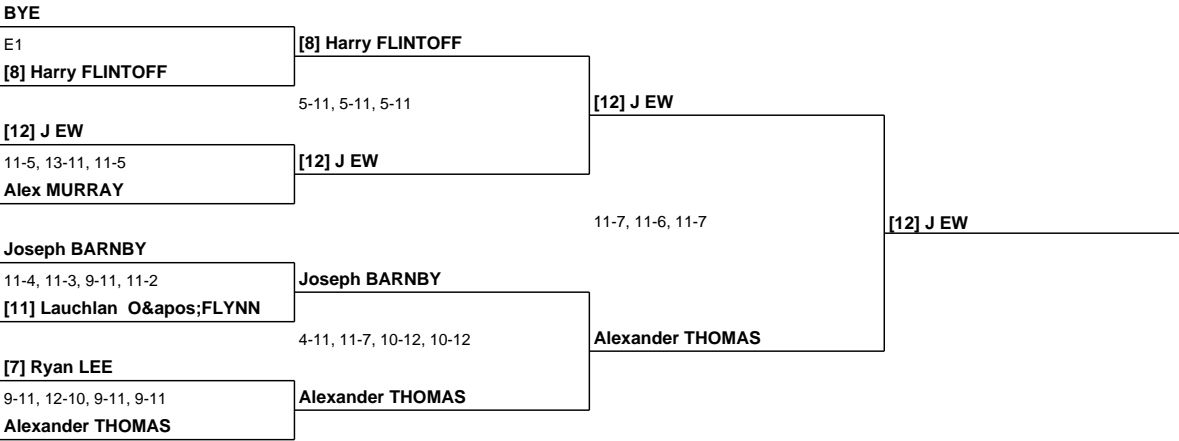 BYE
E1
[8] Harry FLINTOFF
[8] Harry FLINTOFF
5-11, 5-11, 5-11
[12] J EW
[12] J EW
11-5, 13-11, 11-5
[12] J EW
Alex MURRAY
11-7, 11-6, 11-7
[12] J EW
Joseph BARNBY
11-4, 11-3, 9-11, 11-2
Joseph BARNBY
[11] Lauchlan  O&apos;FLYNN
4-11, 11-7, 10-12, 10-12
Alexander THOMAS
[7] Ryan LEE
9-11, 12-10, 9-11, 9-11
Alexander THOMAS
Alexander THOMAS